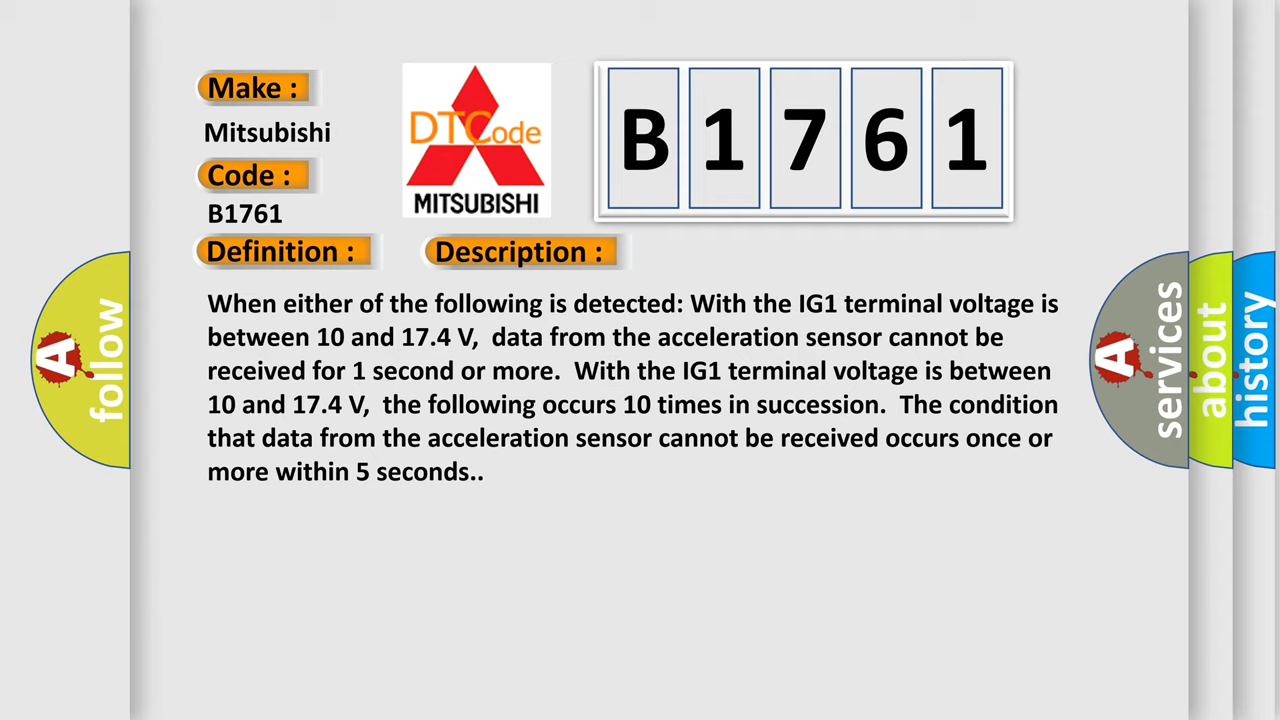 Make :
Mitsubishi
Code :
B1761
Definition :
Description :
DTCode
MITSUBISHI
B 1 7 6 1
When either of the following is detected: With the IG1 terminal voltage is
between 10 and 17.4 V,  data from the acceleration sensor cannot be
received for 1 second or more.  With the IG1 terminal voltage is between
10 and 17.4 V,  the following occurs 10 times in succession.  The condition
that data from the acceleration sensor cannot be received occurs once or
more within 5 seconds..
A
follow
A
services
about
history